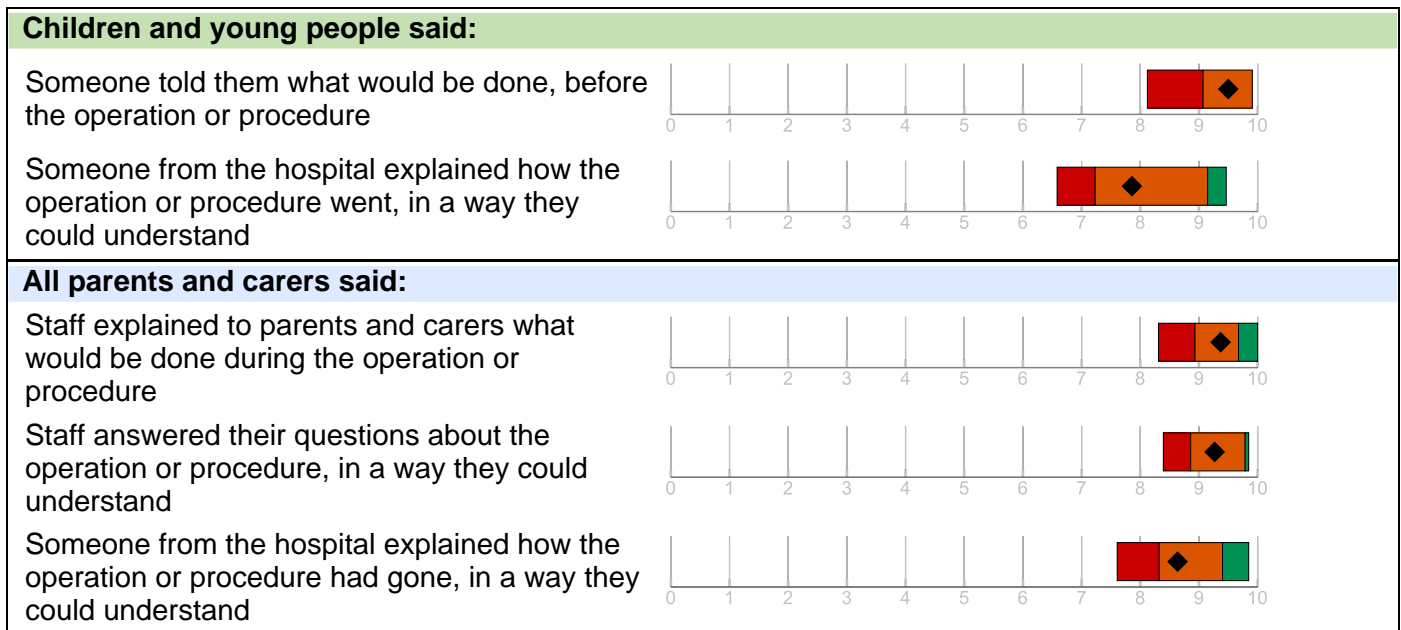 Children and young people said:
Someone told them what would be done, before
the operation or procedure
0 1 2 3 4 5 6 7 8 9 10
Someone from the hospital explained how the
operation or procedure went, in a way they
could understand
0 1 2 3 4 5 6 7 8 9 10
All parents and carers said:
Staff explained to parents and carers what
would be done during the operation or
procedure
0 1 2 3 4 5 6 7 8 9 10
Staff answered their questions about the
operation or procedure, in a way they could
understand
0 1 2 3 4 5 6 7 8 9 10
Someone from the hospital explained how the
operation or procedure had gone, in a way they
could understand
0 1 2 3 4 5 6 7 8 9 10